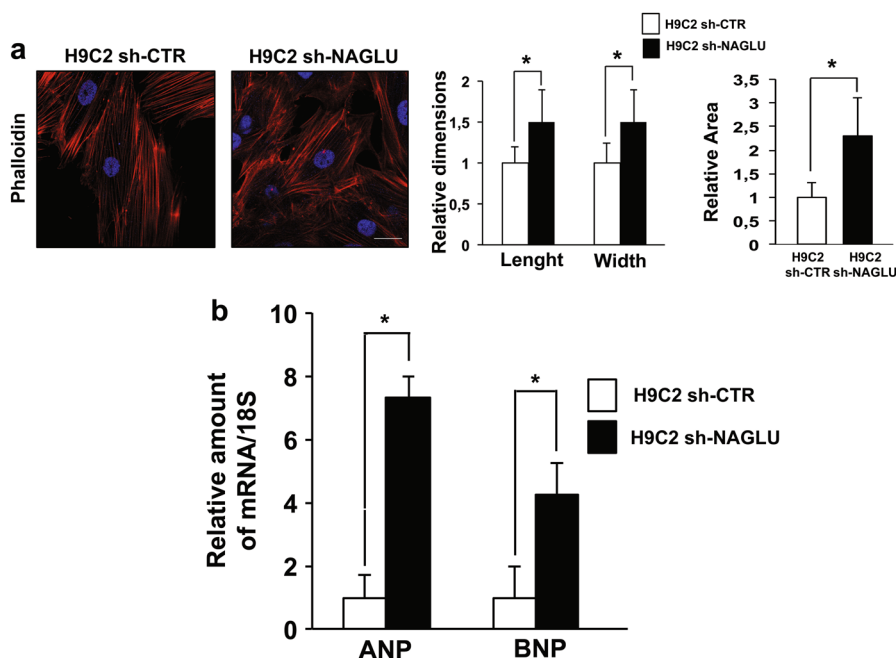 a
H9C2 sh-CTR
H9C2 sh-NAGLU
Phalloidin
H9C2 sh-CTR
H9C2 sh-NAGLU
Relative dimensions
2
1,5
1
0,5
0
*
*
Lenght
Width
Relative Area
3,5
3
2,5
2
1,5
1
0,5
0
*
H9C2
sh-CTR
H9C2
sh-NAGLU
b
Relative amount
of mRNA/18S
10
8
6
4
2
0
*
*
ANP
BNP
H9C2 sh-CTR
H9C2 sh-NAGLU